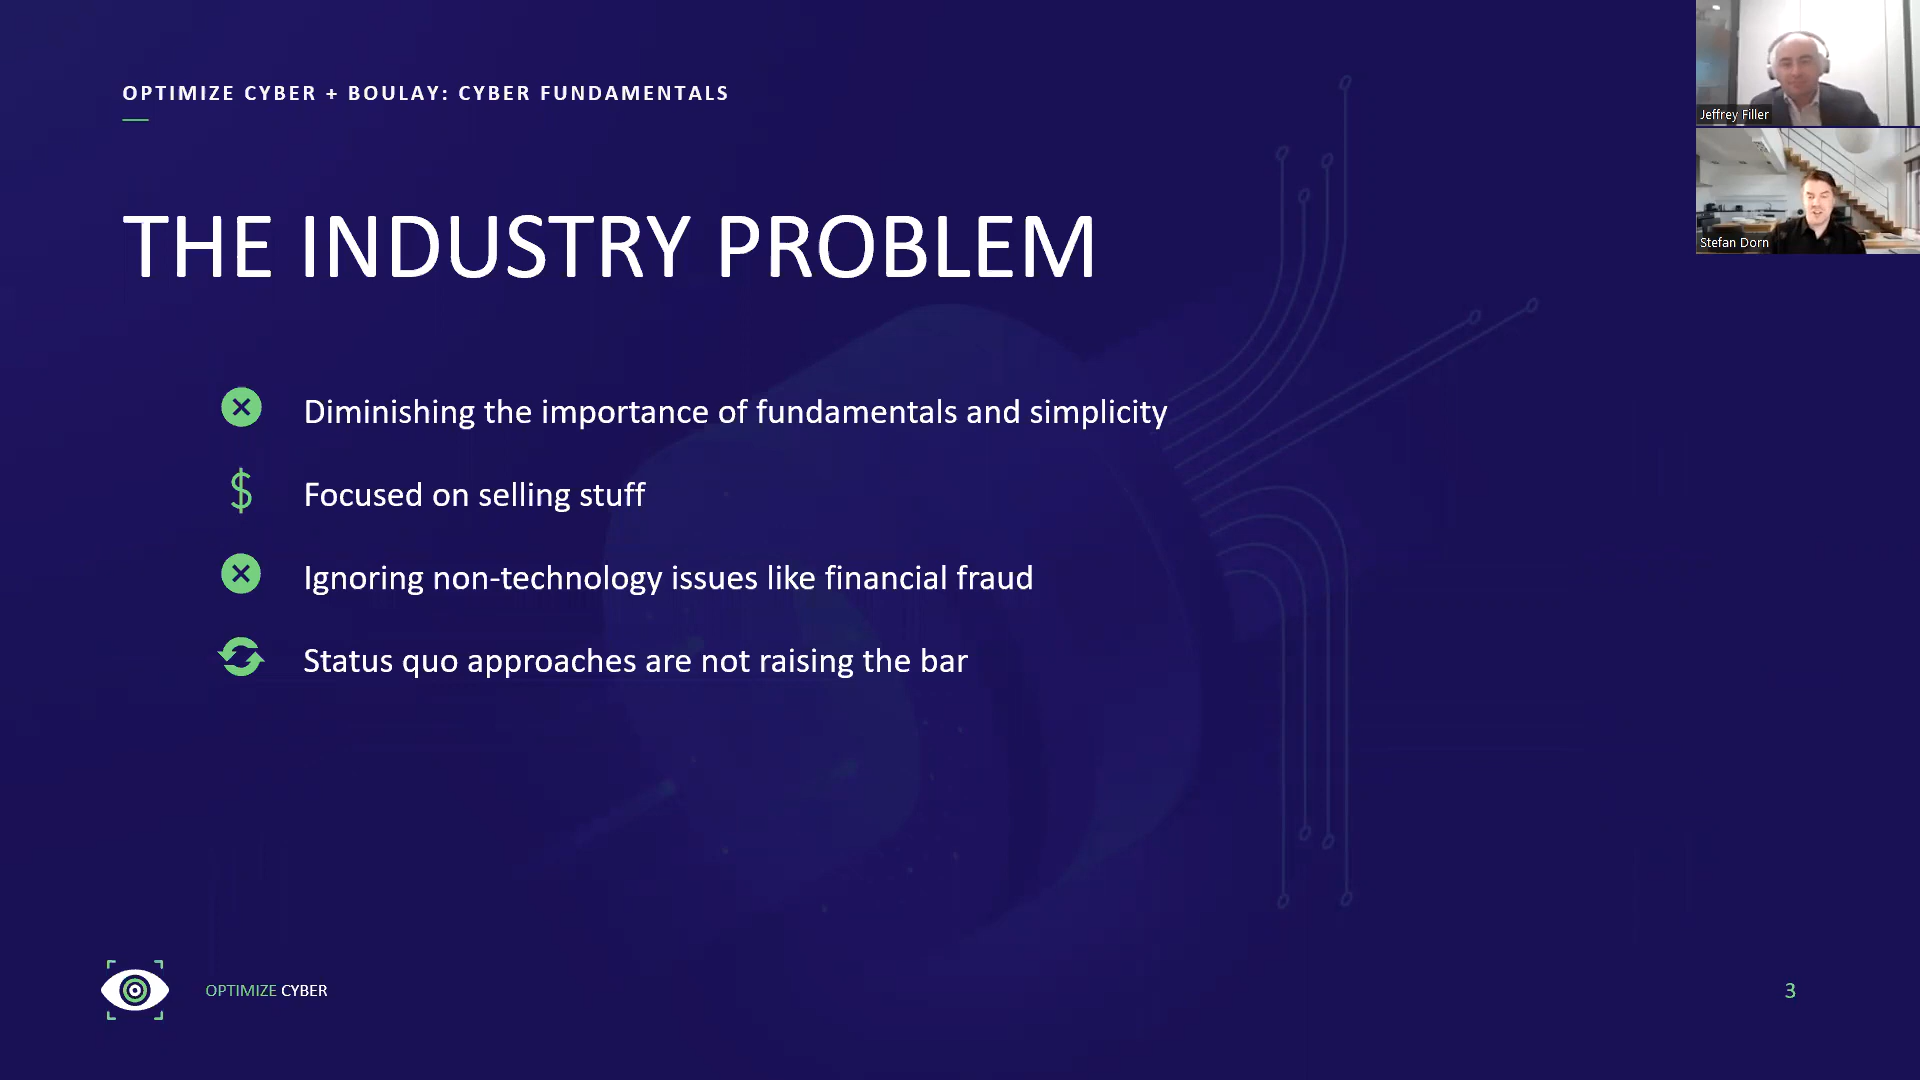 OPTIMIZE CYBER + BOULAY: CYBER FUNDAMENTALS
THE INDUSTRY PROBLEM
Diminishing the importance of fundamentals and simplicity
$ Focused on selling stuff
Ignoring non-technology issues like financial fraud
Status quo approaches are not raising the bar
OPTIMIZE CYBER
3
Jeffrey Filler
Stefan Dorn